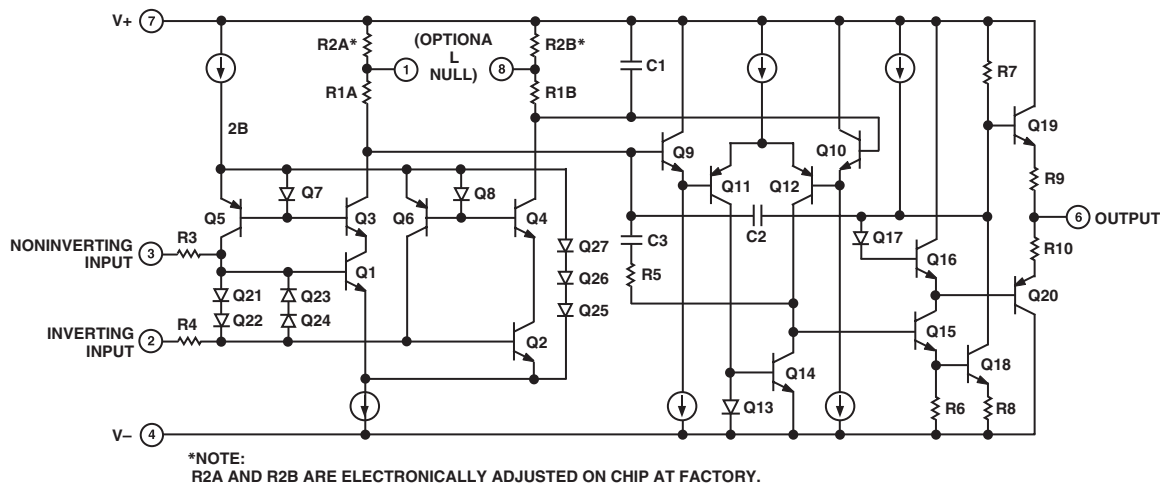 V+ 7
R2A*
(OPTIONA
L
NULL)
R2B*
1
8
C1
R7
R1A
R1B
2B
Q19
Q9
Q10
Q7
Q8
Q11
Q12
R9
Q5
Q3
Q6
Q4
6 OUTPUT
NONINVERTING
INPUT
3
R3
C3
C2
Q17
R10
Q27
Q16
Q1
R5
Q26
Q20
Q21
Q23
Q25
Q22
Q24
Q15
INVERTING
INPUT
2
R4
Q2
Q14
Q18
Q13
R6
R8
V– 4
*NOTE:
R2A AND R2B ARE ELECTRONICALLY ADJUSTED ON CHIP AT FACTORY.